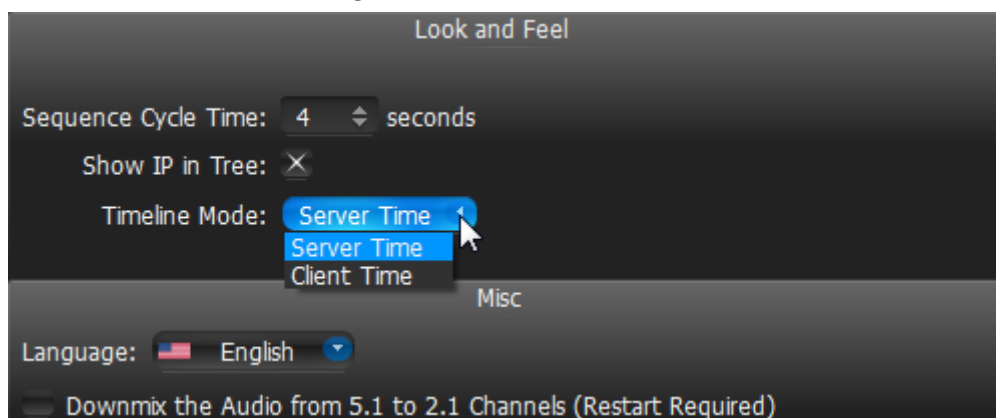 Look and Feel
Sequence Cycle Time: 4 seconds
Show IP in Tree:
Timeline Mode: Server Time
Server Time
Client Time
Misc
Language: English
Downmix the Audio from 5.1 to 2.1 Channels (Restart Required)